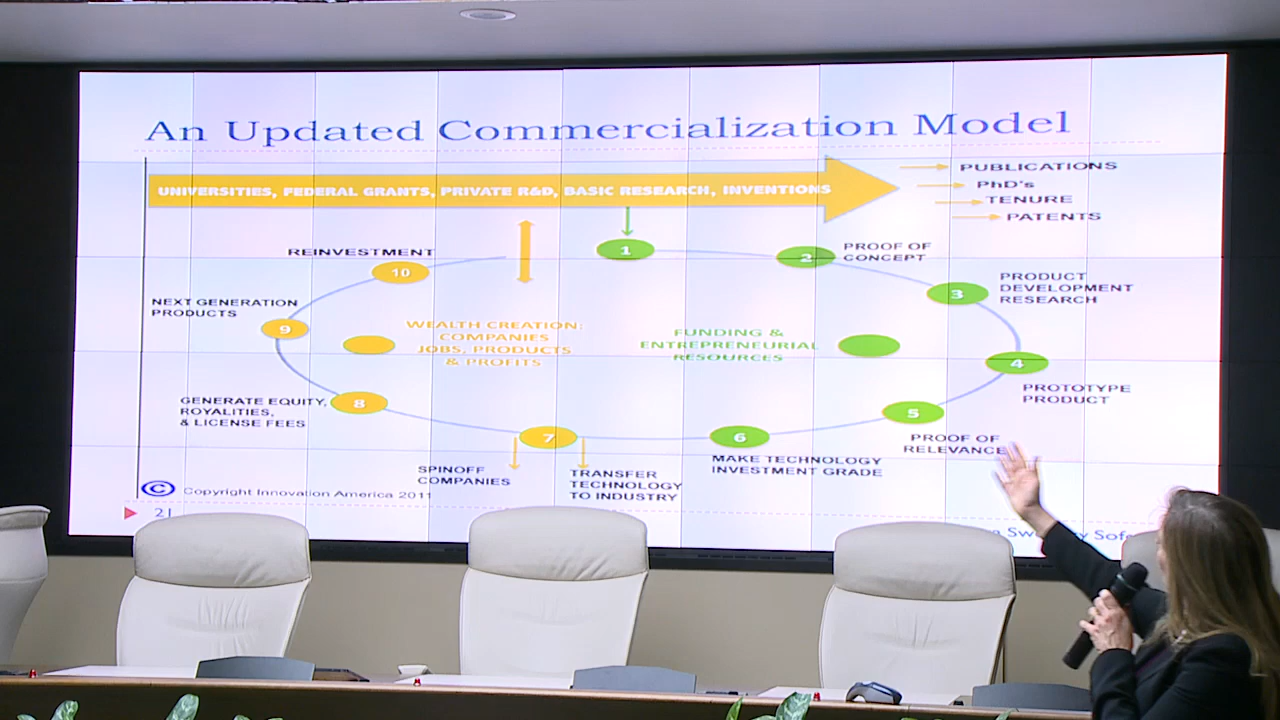 An Updated Commercialization Model
UNIVERSITIES, FEDERAL GRANTS, PRIVATE R&D, BASIC RESEARCH, INVENTIONS
PUBLICATIONS
PhD's
TENURE
PATENTS
1
2
PROOF OF
CONCEPT
3
PRODUCT
DEVELOPMENT
RESEARCH
4
PROTOTYPE
PRODUCT
5
PROOF OF
RELEVANCE
6
MAKE TECHNOLOGY
INVESTMENT GRADE
7
SPINOFF
COMPANIES
TRANSFER
TECHNOLOGY
TO INDUSTRY
8
GENERATE EQUITY,
ROYALITIES,
& LICENSE FEES
9
NEXT GENERATION
PRODUCTS
10
REINVESTMENT
WEALTH CREATION:
COMPANIES
JOBS, PRODUCTS
& PROFITS
FUNDING &
ENTREPRENEURIAL
RESOURCES
© Copyright Innovation America 2011
21